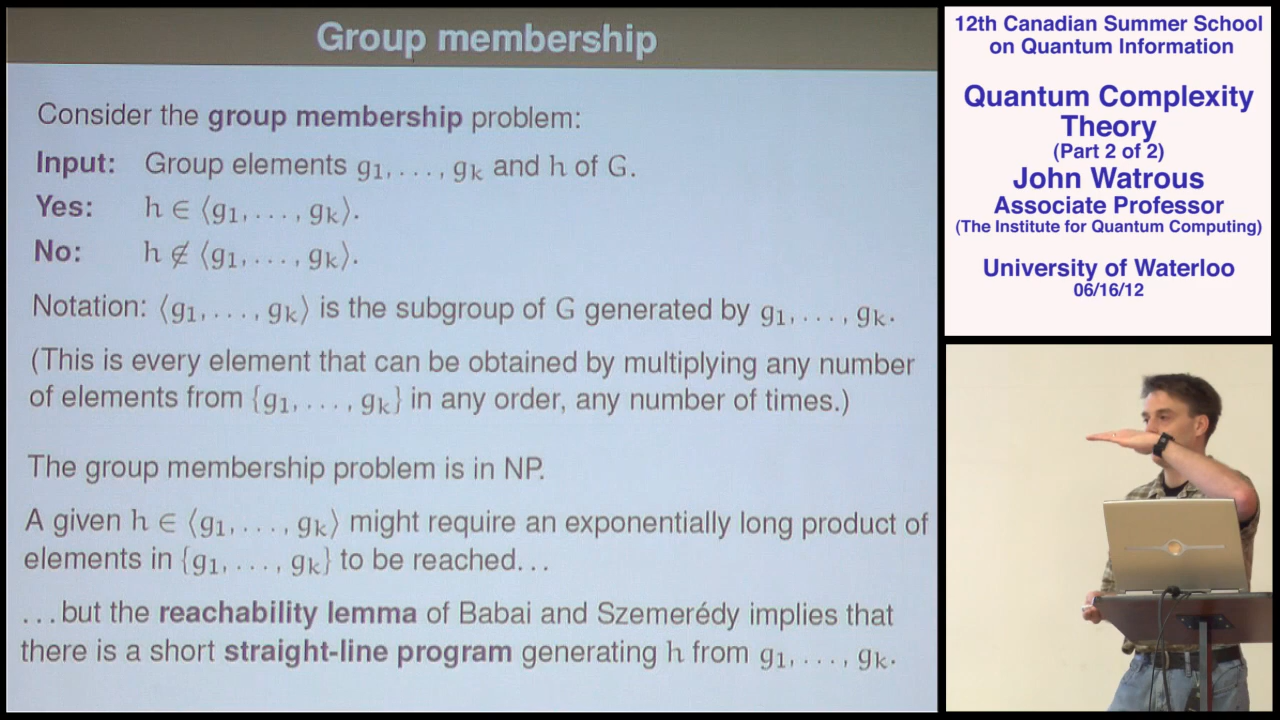 Group membership
Consider the group membership problem:
Input: Group elements g₁, . . . , gₖ and h of G.
Yes: h ∈ ⟨g₁, . . . , gₖ⟩.
No: h ∉ ⟨g₁, . . . , gₖ⟩.
Notation: ⟨g₁, . . . , gₖ⟩ is the subgroup of G generated by g₁, . . . , gₖ.
(This is every element that can be obtained by multiplying any number
of elements from {g₁, . . . , gₖ} in any order, any number of times.)
The group membership problem is in NP.
A given h ∈ ⟨g₁, . . . , gₖ⟩ might require an exponentially long product of
elements in {g₁, . . . , gₖ} to be reached. . .
. . . but the reachability lemma of Babai and Szemerédy implies that
there is a short straight-line program generating h from g₁, . . . , gₖ.
12th Canadian Summer School
on Quantum Information
Quantum Complexity
Theory
(Part 2 of 2)
John Watrous
Associate Professor
(The Institute for Quantum Computing)
University of Waterloo
06/16/12